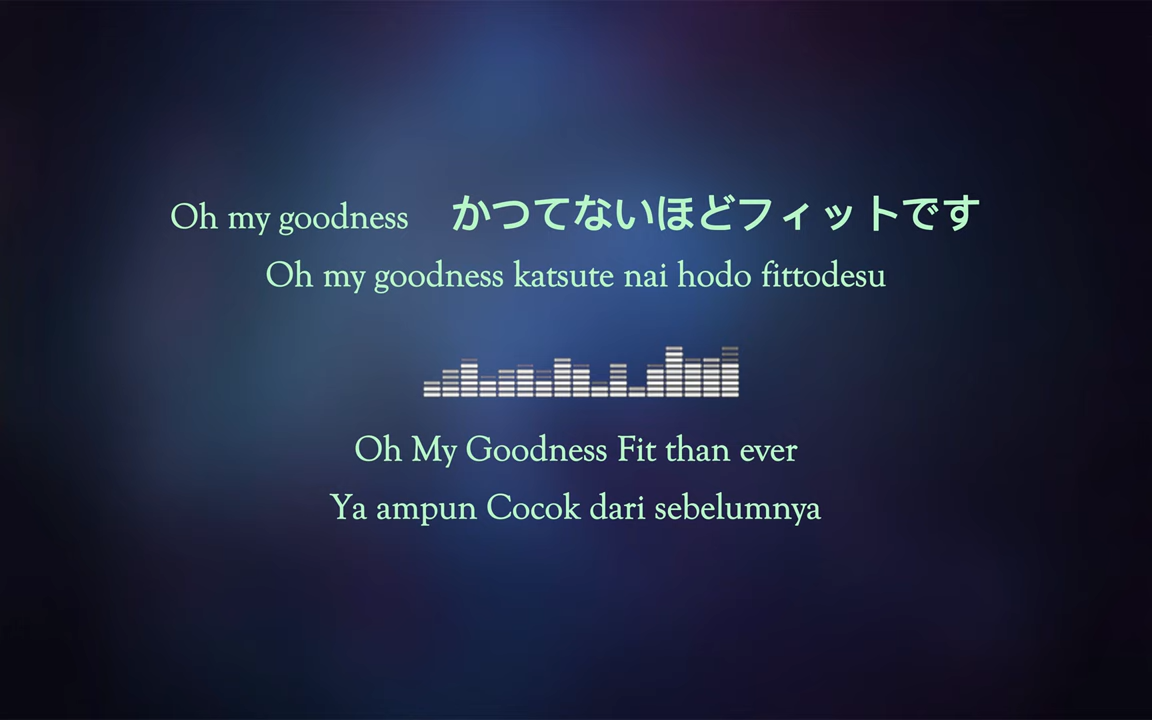 Oh my goodness　かつてないほどフィットです
Oh my goodness katsute nai hodo fittodesu
Oh My Goodness Fit than ever
Ya ampun Cocok dari sebelumnya